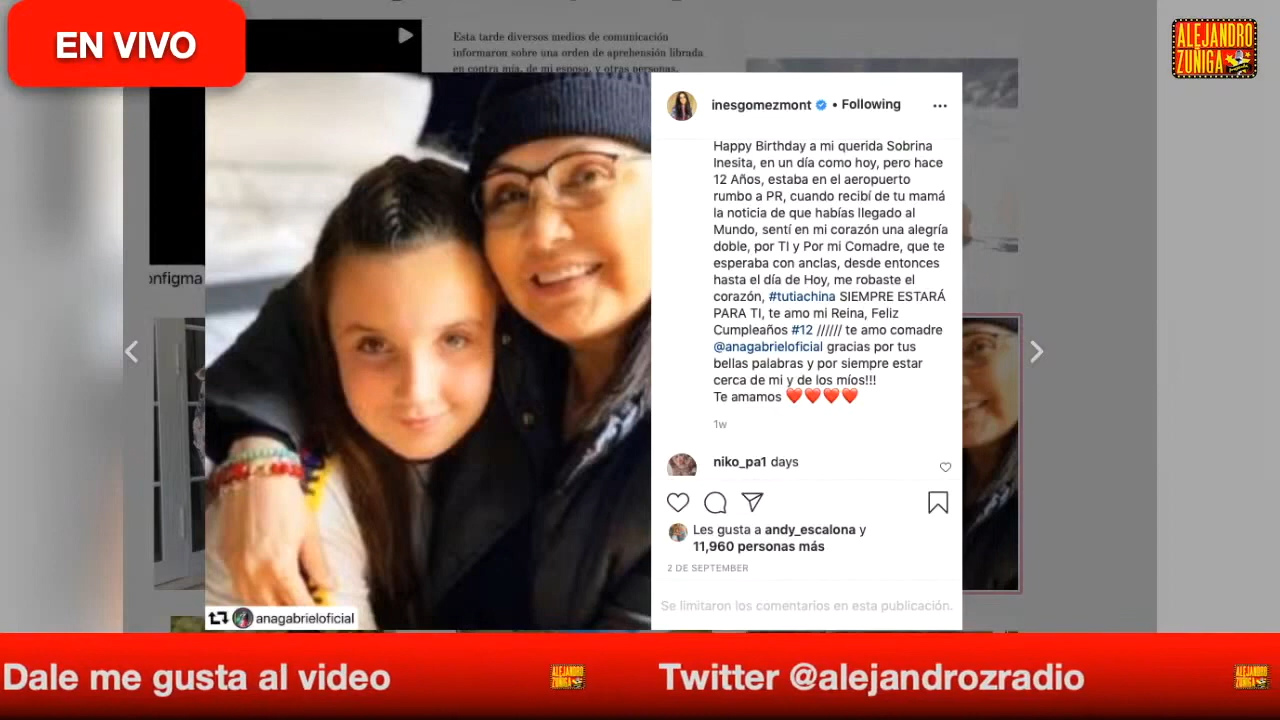 EN VIVO
ALEJANDRO
ZÚÑIGA
Esta tarde diversos medios de comunicación
informaron sobre una orden de aprehensión librada
en contra mía, de mi esposo, y otras personas.
inesgomezmont • Following
Happy Birthday a mi querida Sobrina
Inesita, en un día como hoy, pero hace
12 Años, estaba en el aeropuerto
rumbo a PR, cuando recibí de tu mamá
la noticia de que habías llegado al
Mundo, sentí en mi corazón una alegría
doble, por TI y Por mi Comadre, que te
esperaba con anclas, desde entonces
hasta el día de Hoy, me robaste el
corazón, #tutiachina SIEMPRE ESTARÁ
PARA TI, te amo mi Reina, Feliz
Cumpleaños #12 ////// te amo comadre
@anagabrieloficial gracias por tus
bellas palabras y por siempre estar
cerca de mi y de los míos!!!
Te amamos ❤️❤️❤️❤️
1w
onfigma
niko_pa1 days
Les gusta a andy_escalona y
11,960 personas más
2 DE SEPTEMBER
Se limitaron los comentarios en esta publicación.
anagabrieloficial
Dale me gusta al video
ALEJANDRO
ZÚÑIGA
Twitter @alejandrozradio
ALEJANDRO
ZÚÑIGA